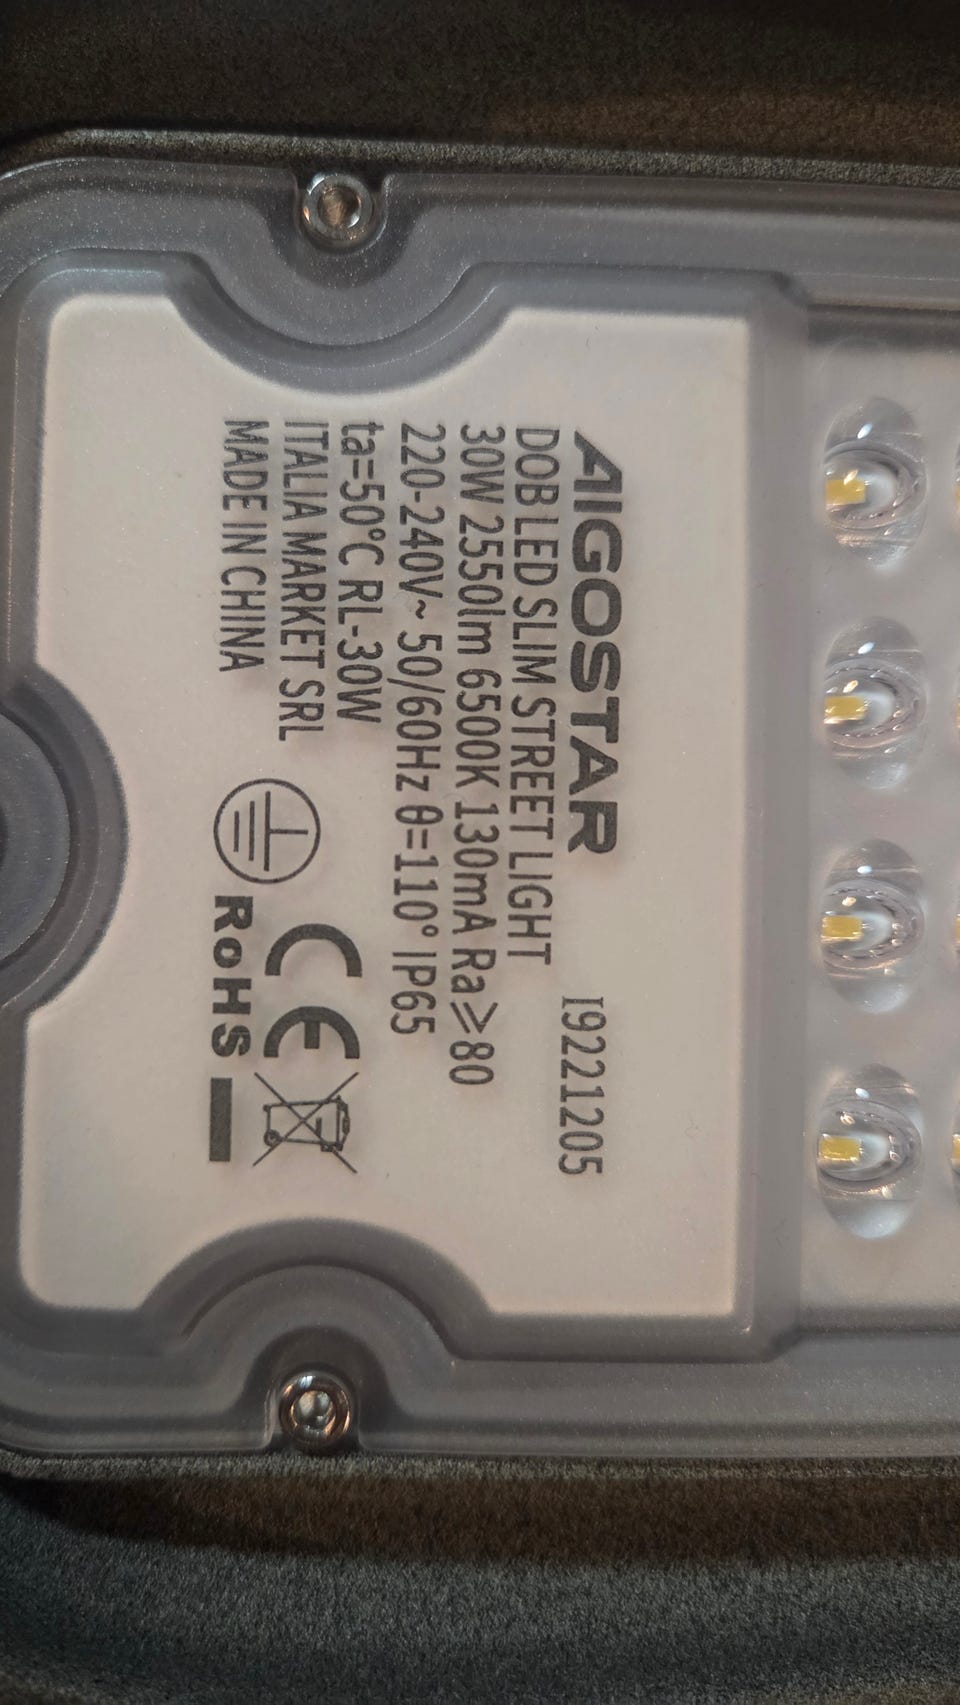 AIGOSTAR I9221205
DOB LED SLIM STREET LIGHT
30W 2550lm 6500K 130mA Ra≥80
220-240V~ 50/60Hz θ=110° IP65
ta=50°C RL-30W
ITALIA MARKET SRL
MADE IN CHINA
CE
RoHS